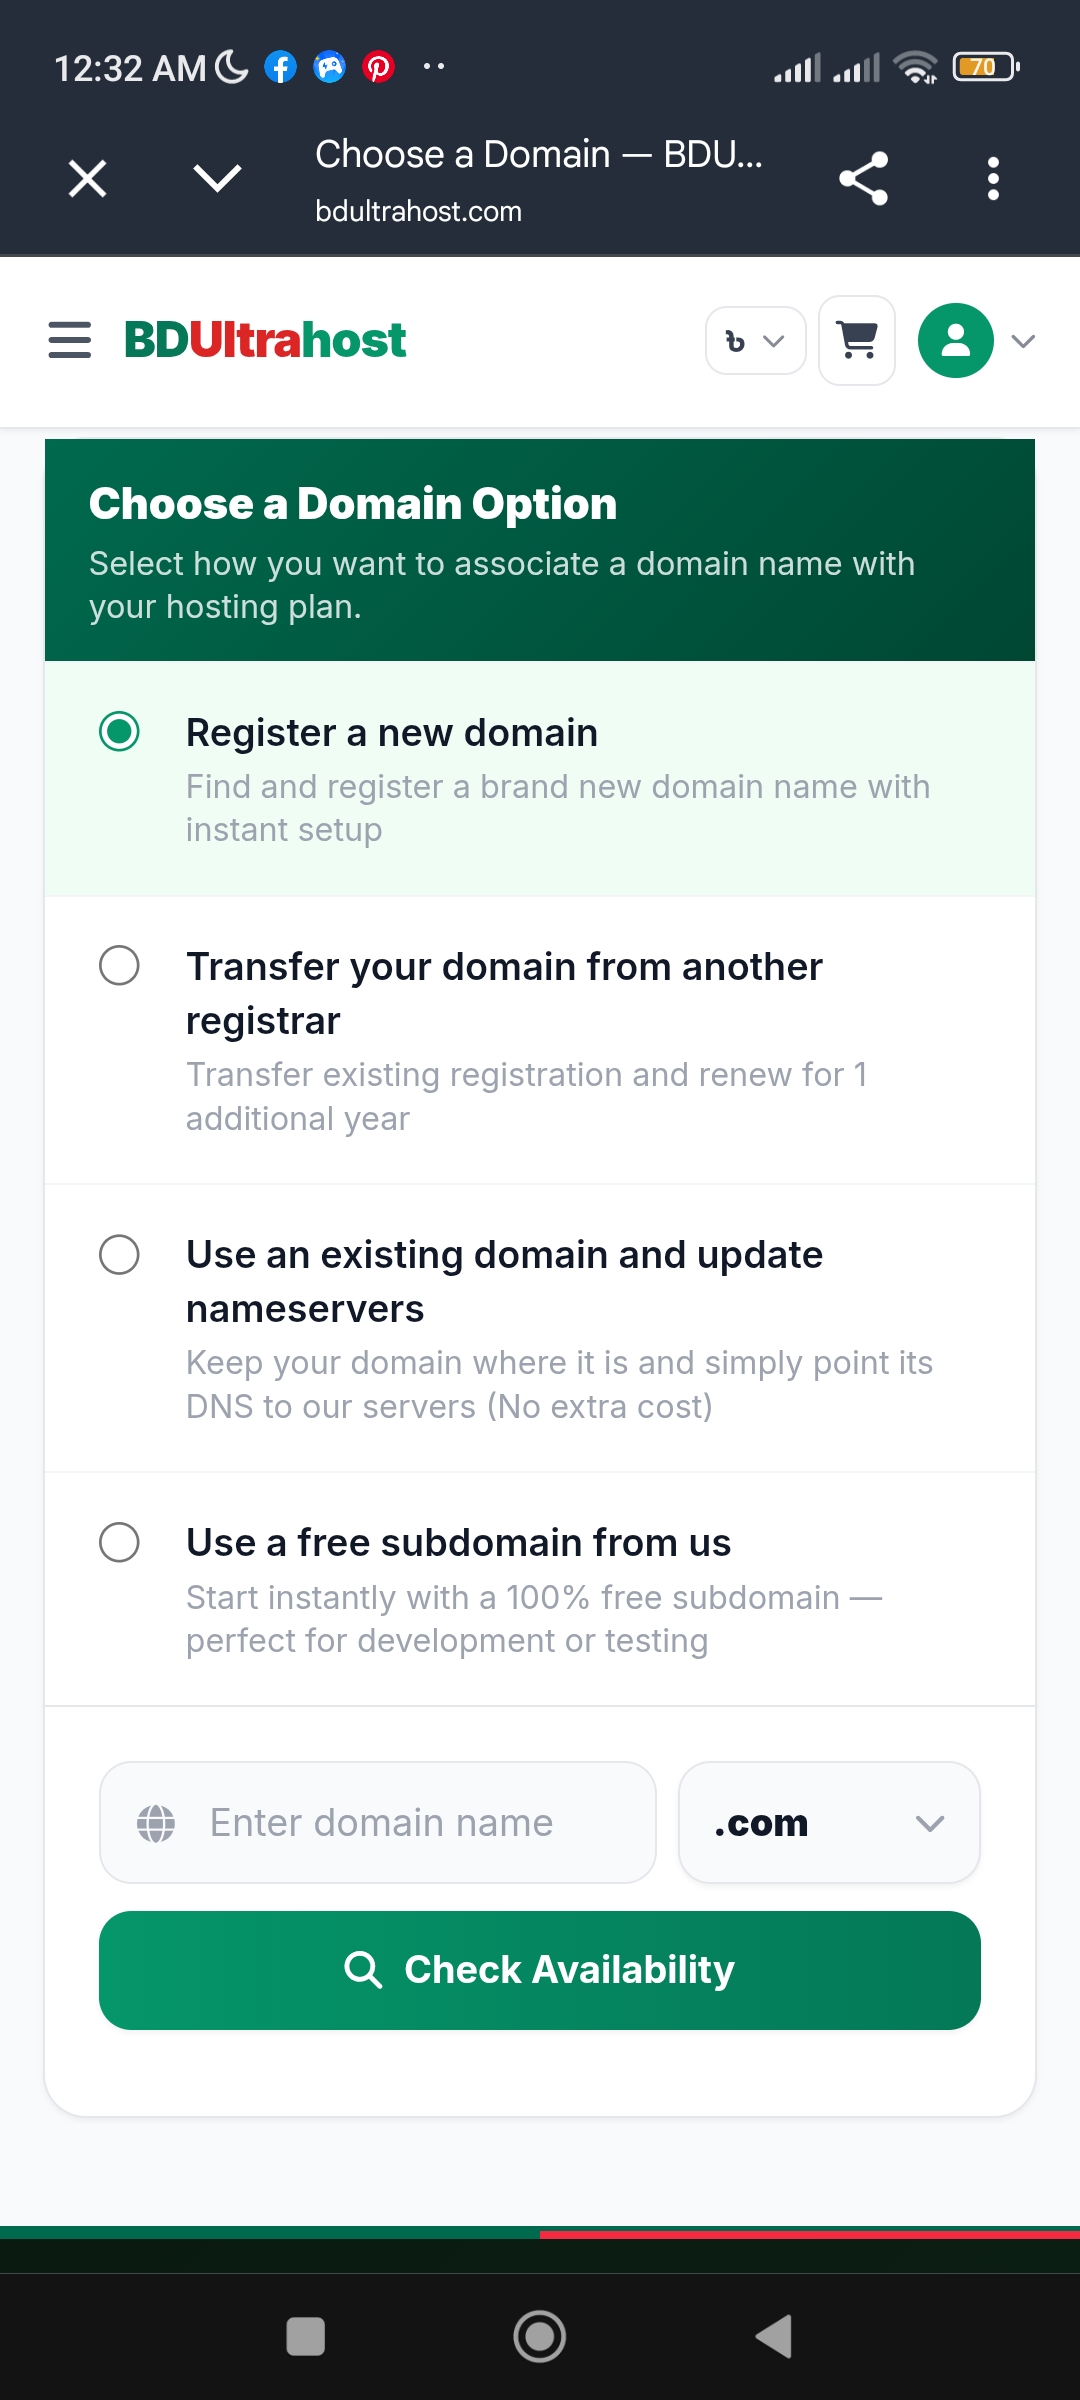 12:32 AM
70
Choose a Domain — BDU...
bdultrahost.com
BDUltrahost
৳
Choose a Domain Option
Select how you want to associate a domain name with
your hosting plan.
Register a new domain
Find and register a brand new domain name with
instant setup
Transfer your domain from another
registrar
Transfer existing registration and renew for 1
additional year
Use an existing domain and update
nameservers
Keep your domain where it is and simply point its
DNS to our servers (No extra cost)
Use a free subdomain from us
Start instantly with a 100% free subdomain —
perfect for development or testing
Enter domain name
.com
Check Availability